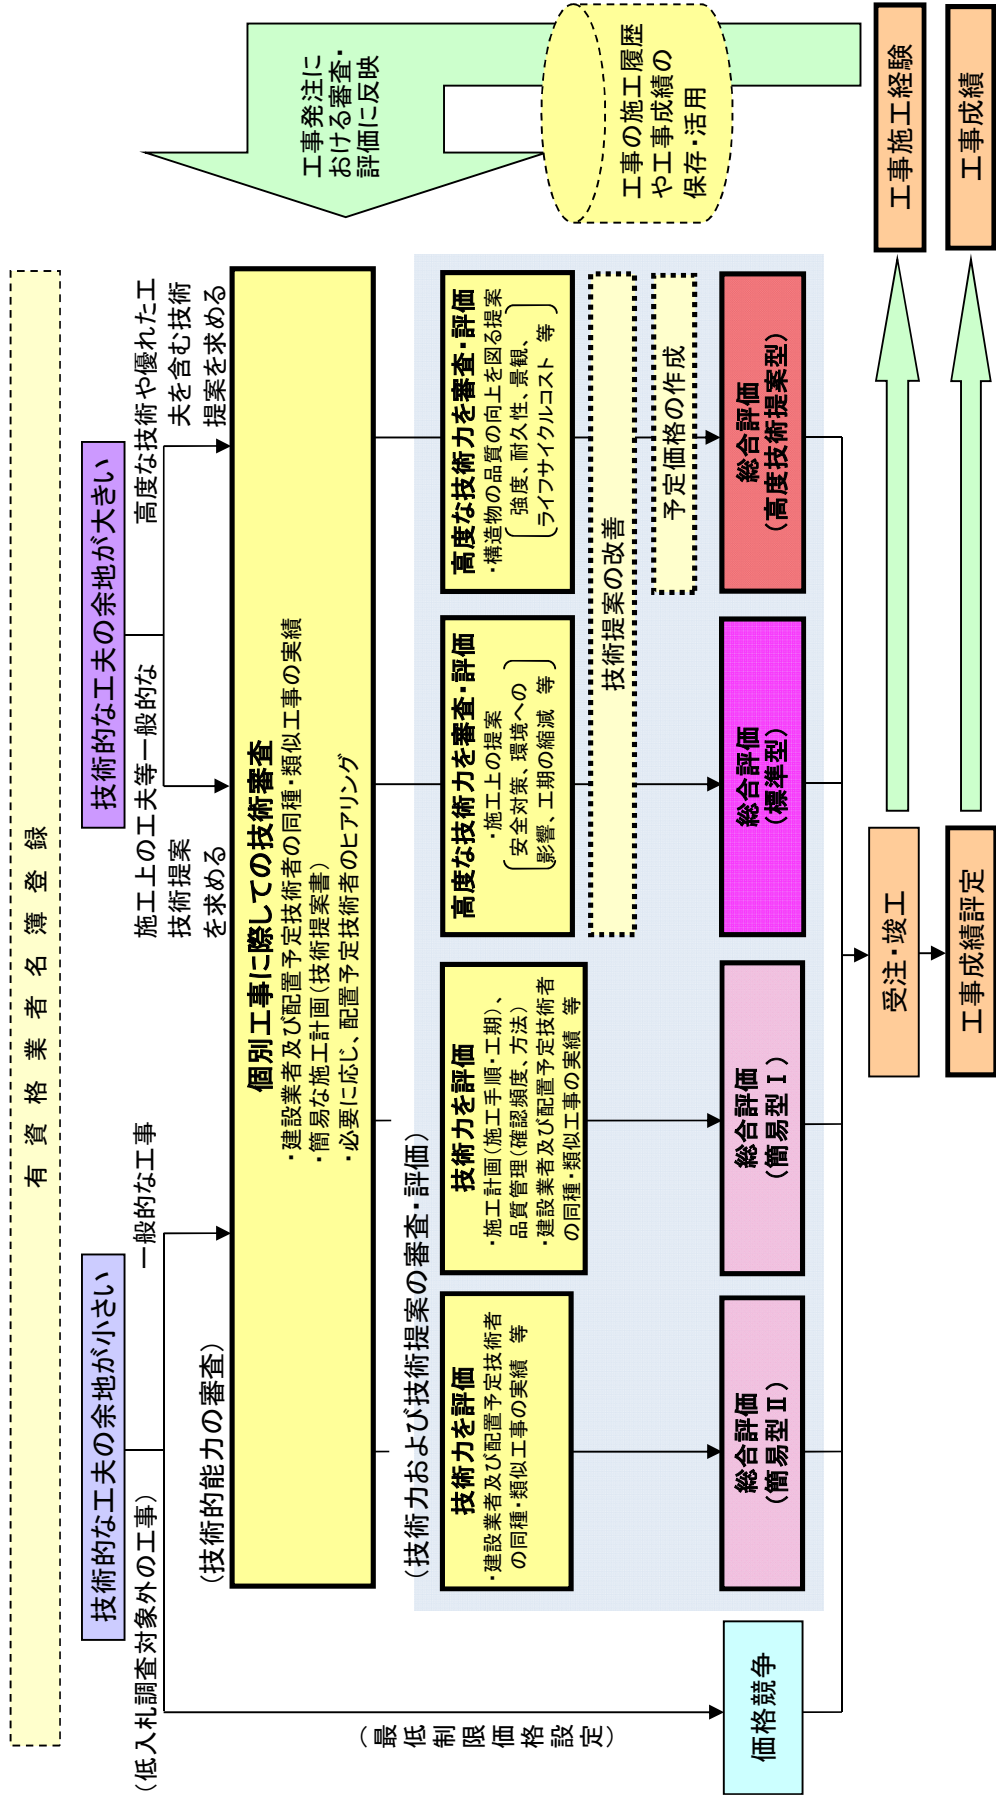 有資格業者名簿登録
技術的な工夫の余地が小さい
技術的な工夫の余地が大きい
(低入札調査対象外の工事)
一般的な工事
施工上の工夫等一般的な
技術提案
を求める
高度な技術や優れた工
夫を含む技術
提案を求める
(技術的能力の審査)
個別工事に際しての技術審査
・建設業者及び配置予定技術者の同種・類似工事の実績
・簡易な施工計画(技術提案書)
・必要に応じ、配置予定技術者のヒアリング
(最低制限価格設定)
(技術力および技術提案の審査・評価)
技術力を評価
・建設業者及び配置予定技術者
の同種・類似工事の実績 等
技術力を評価
・施工計画(施工手順・工期)、
品質管理(確認頻度、方法)
・建設業者及び配置予定技術者
の同種・類似工事の実績 等
高度な技術力を審査・評価
・施工上の提案
安全対策、環境への
影響、工期の縮減 等
高度な技術力を審査・評価
・構造物の品質の向上を図る提案
強度、耐久性、景観、
ライフサイクルコスト 等
技術提案の改善
予定価格の作成
価格競争
総合評価
(簡易型Ⅱ)
総合評価
(簡易型Ⅰ)
総合評価
(標準型)
総合評価
(高度技術提案型)
受注・竣工
工事成績評定
工事施工経験
工事成績
工事の施工履歴
や工事成績の
保存・活用
工事発注に
おける審査・
評価に反映